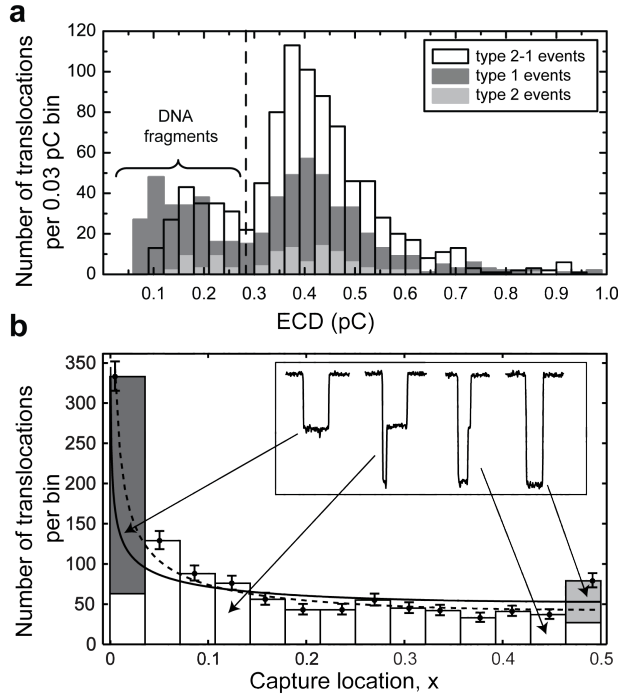 a
Number of translocations
per 0.03 pC bin
120
100
80
60
40
20
0
DNA
fragments
type 2-1 events
type 1 events
type 2 events
0.1 0.2 0.3 0.4 0.5 0.6 0.7 0.8 0.9 1.0
ECD (pC)
b
Number of translocations
per bin
350
300
250
200
150
100
50
0
0 0.1 0.2 0.3 0.4 0.5
Capture location, x